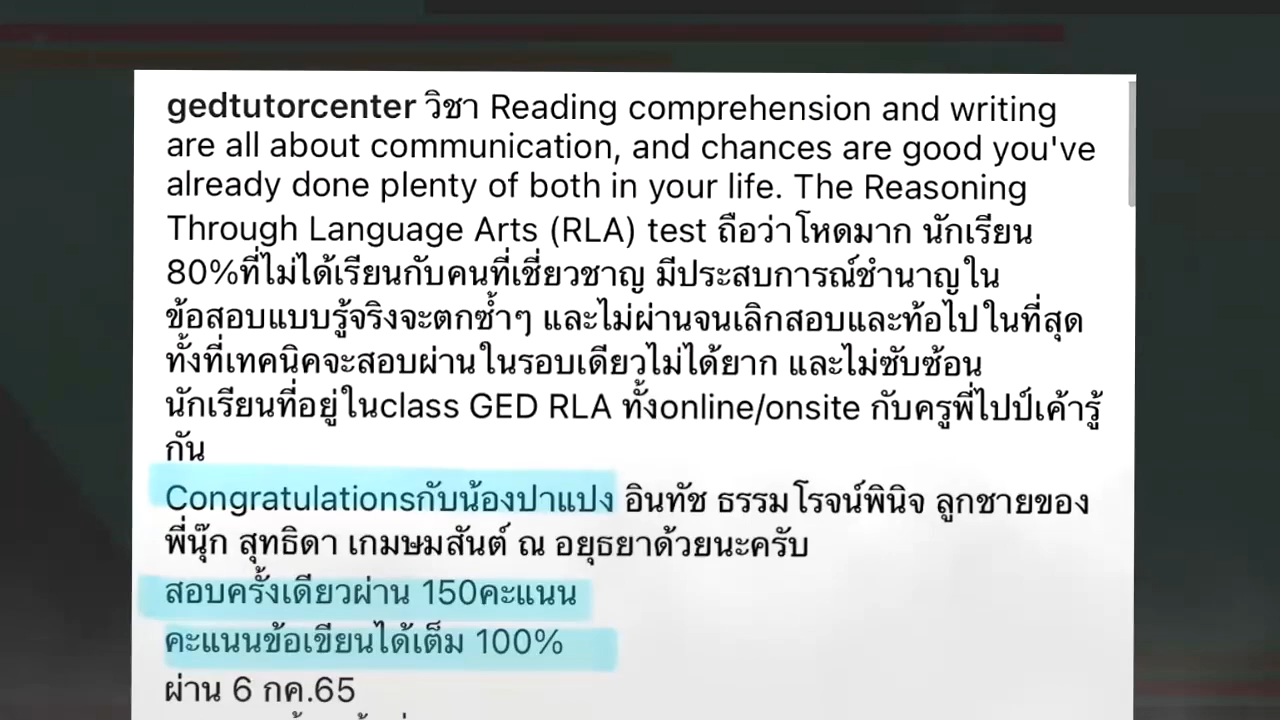 gedtutorcenter วิชา Reading comprehension and writing
are all about communication, and chances are good you've
already done plenty of both in your life. The Reasoning
Through Language Arts (RLA) test ถือว่าโหดมาก นักเรียน
80%ที่ไม่ได้เรียนกับคนที่เชี่ยวชาญ มีประสบการณ์ชำนาญใน
ข้อสอบแบบรู้จริงจะตกซ้ำๆ และไม่ผ่านจนเลิกสอบและท้อไปในที่สุด
ทั้งที่เทคนิคจะสอบผ่านในรอบเดียวไม่ได้ยาก และไม่ซับซ้อน
นักเรียนที่อยู่ในclass GED RLA ทั้งonline/onsite กับครูพี่ไปป์เค้ารู้
กัน
Congratulationsกับน้องปาแปง อินทัช ธรรมโรจน์พินิจ ลูกชายของ
พี่นุ๊ก สุทธิดา เกมษมสันต์ ณ อยุธยาด้วยนะครับ
สอบครั้งเดียวผ่าน 150คะแนน
คะแนนข้อเขียนได้เต็ม 100%
ผ่าน 6 กค.65